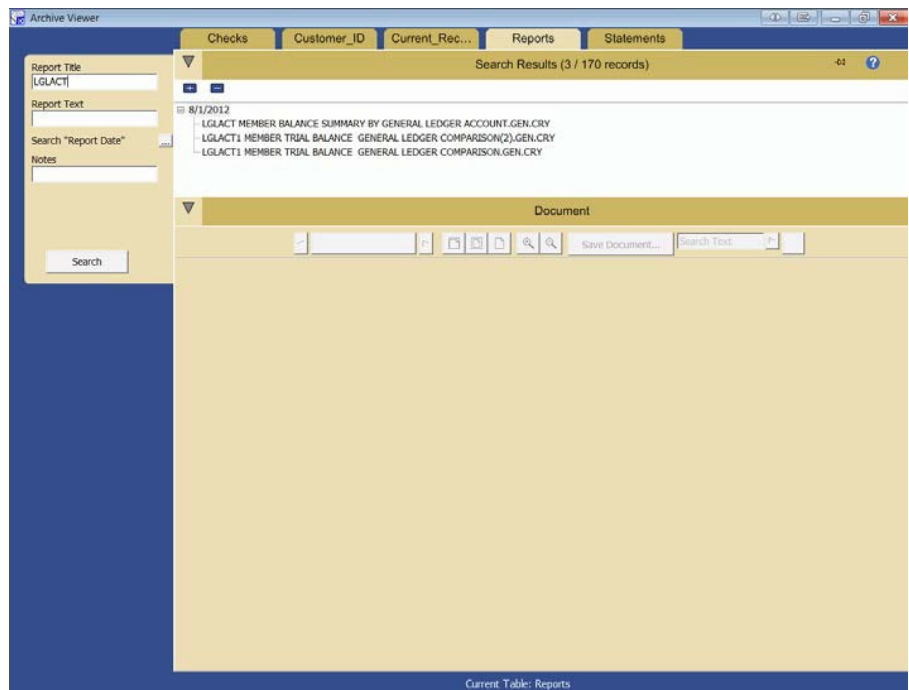 Archive Viewer
Checks
Customer_ID
Current_Rec...
Reports
Statements
Report Title
LGLACT
Report Text
Search "Report Date"
...
Notes
Search
Search Results (3 / 170 records)
?
8/1/2012
LGLACT MEMBER BALANCE SUMMARY BY GENERAL LEDGER ACCOUNT.GEN.CRY
LGLACT1 MEMBER TRIAL BALANCE GENERAL LEDGER COMPARISON(2).GEN.CRY
LGLACT1 MEMBER TRIAL BALANCE GENERAL LEDGER COMPARISON.GEN.CRY
Document
Save Document...
Search Text
Current Table: Reports